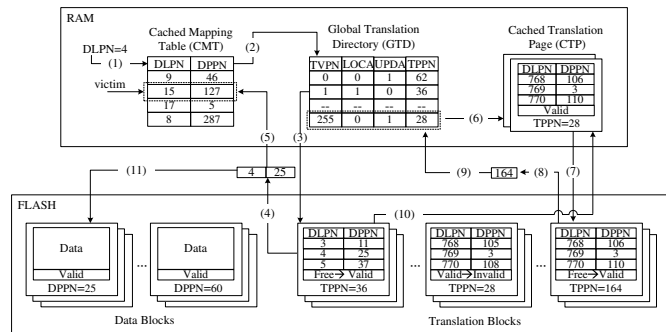 RAM
Cached Mapping
Table (CMT)
Global Translation
Directory (GTD)
Cached Translation
Page (CTP)
DLPN=4
(1)
(2)
victim
DLPN DPPN
9 46
15 127
17 5
8 287
TVPN LOCA UPDA TPPN
0 0 1 62
1 1 0 36
-- -- -- --
255 0 1 28
DLPN DPPN
768 106
769 3
770 110
Valid
TPPN=28
(5)
(3)
(6)
(11)
4 25
(9)
164
(8)
(7)
FLASH
(4)
(10)
Data
Valid
DPPN=25
...
Data
Valid
DPPN=60
Data Blocks
DLPN DPPN
3 11
4 25
5 37
Free→Valid
TPPN=36
...
DLPN DPPN
768 105
769 3
770 108
Valid→Invalid
TPPN=28
...
DLPN DPPN
768 106
769 3
770 110
Free→Valid
TPPN=164
Translation Blocks